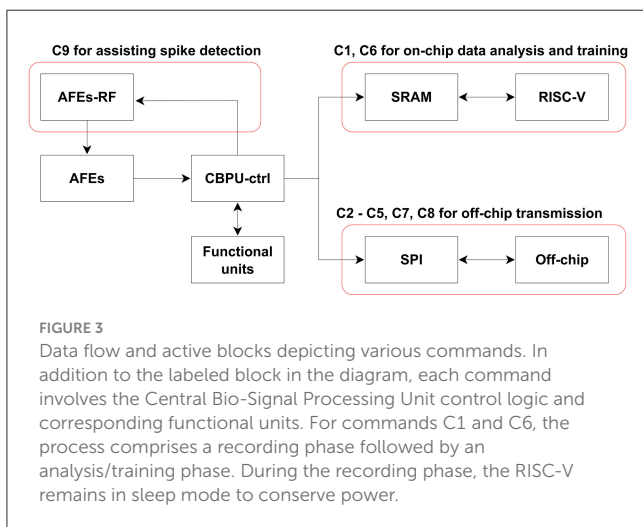 C9 for assisting spike detection
AFEs-RF
AFEs
CBPU-ctrl
Functional
units
C1, C6 for on-chip data analysis and training
SRAM
RISC-V
C2 - C5, C7, C8 for off-chip transmission
SPI
Off-chip
FIGURE 3
Data flow and active blocks depicting various commands. In
addition to the labeled block in the diagram, each command
involves the Central Bio-Signal Processing Unit control logic and
corresponding functional units. For commands C1 and C6, the
process comprises a recording phase followed by an
analysis/training phase. During the recording phase, the RISC-V
remains in sleep mode to conserve power.